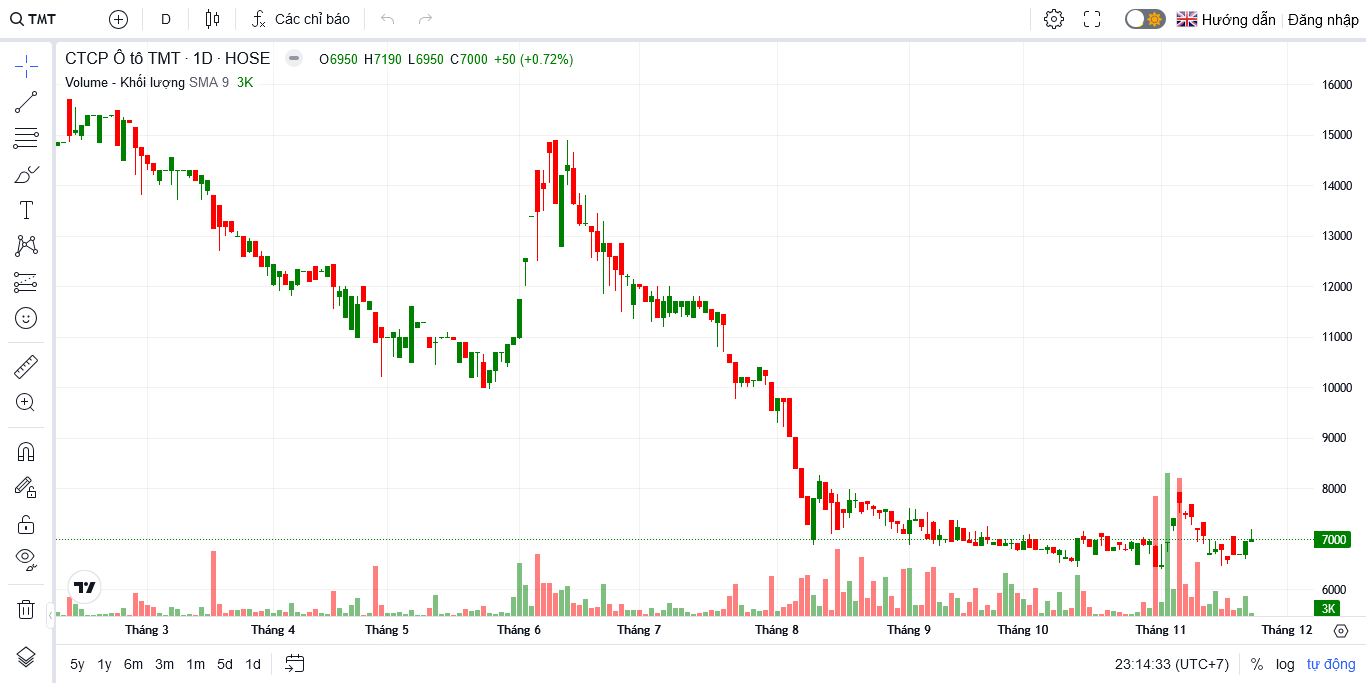 TMT D Các chỉ báo Hướng dẫn Đăng nhập
CTCP Ô tô TMT · 1D · HOSE O6950 H7190 L6950 C7000 +50 (+0.72%)
Volume - Khối lượng SMA 9 3K
16000
15000
14000
13000
12000
11000
10000
9000
8000
7000
6000
3K
Tháng 3 Tháng 4 Tháng 5 Tháng 6 Tháng 7 Tháng 8 Tháng 9 Tháng 10 Tháng 11 Tháng 12
5y 1y 6m 3m 1m 5d 1d 23:14:33 (UTC+7) % log tự động